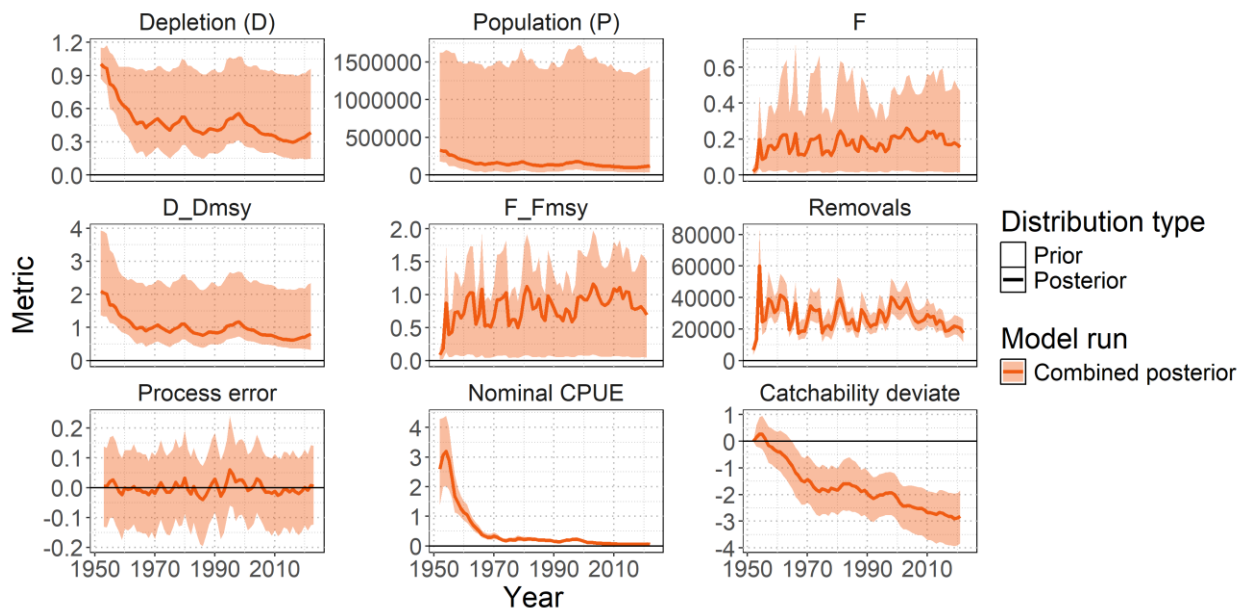 Depletion (D)
Population (P)
F
1.2
0.9
0.6
0.3
0.0
1500000
1000000
500000
0
0.6
0.4
0.2
0.0
D_Dmsy
F_Fmsy
Removals
4
3
2
1
0
2.0
1.5
1.0
0.5
0.0
80000
60000
40000
20000
Process error
Nominal CPUE
Catchability deviate
0.2
0.1
0.0
-0.1
-0.2
4
3
2
1
0
1
0
-1
-2
-3
-4
1950 1970 1990 2010
1950 1970 1990 2010
1950 1970 1990 2010
Metric
Year
Distribution type
Prior
Posterior
Model run
Combined posterior